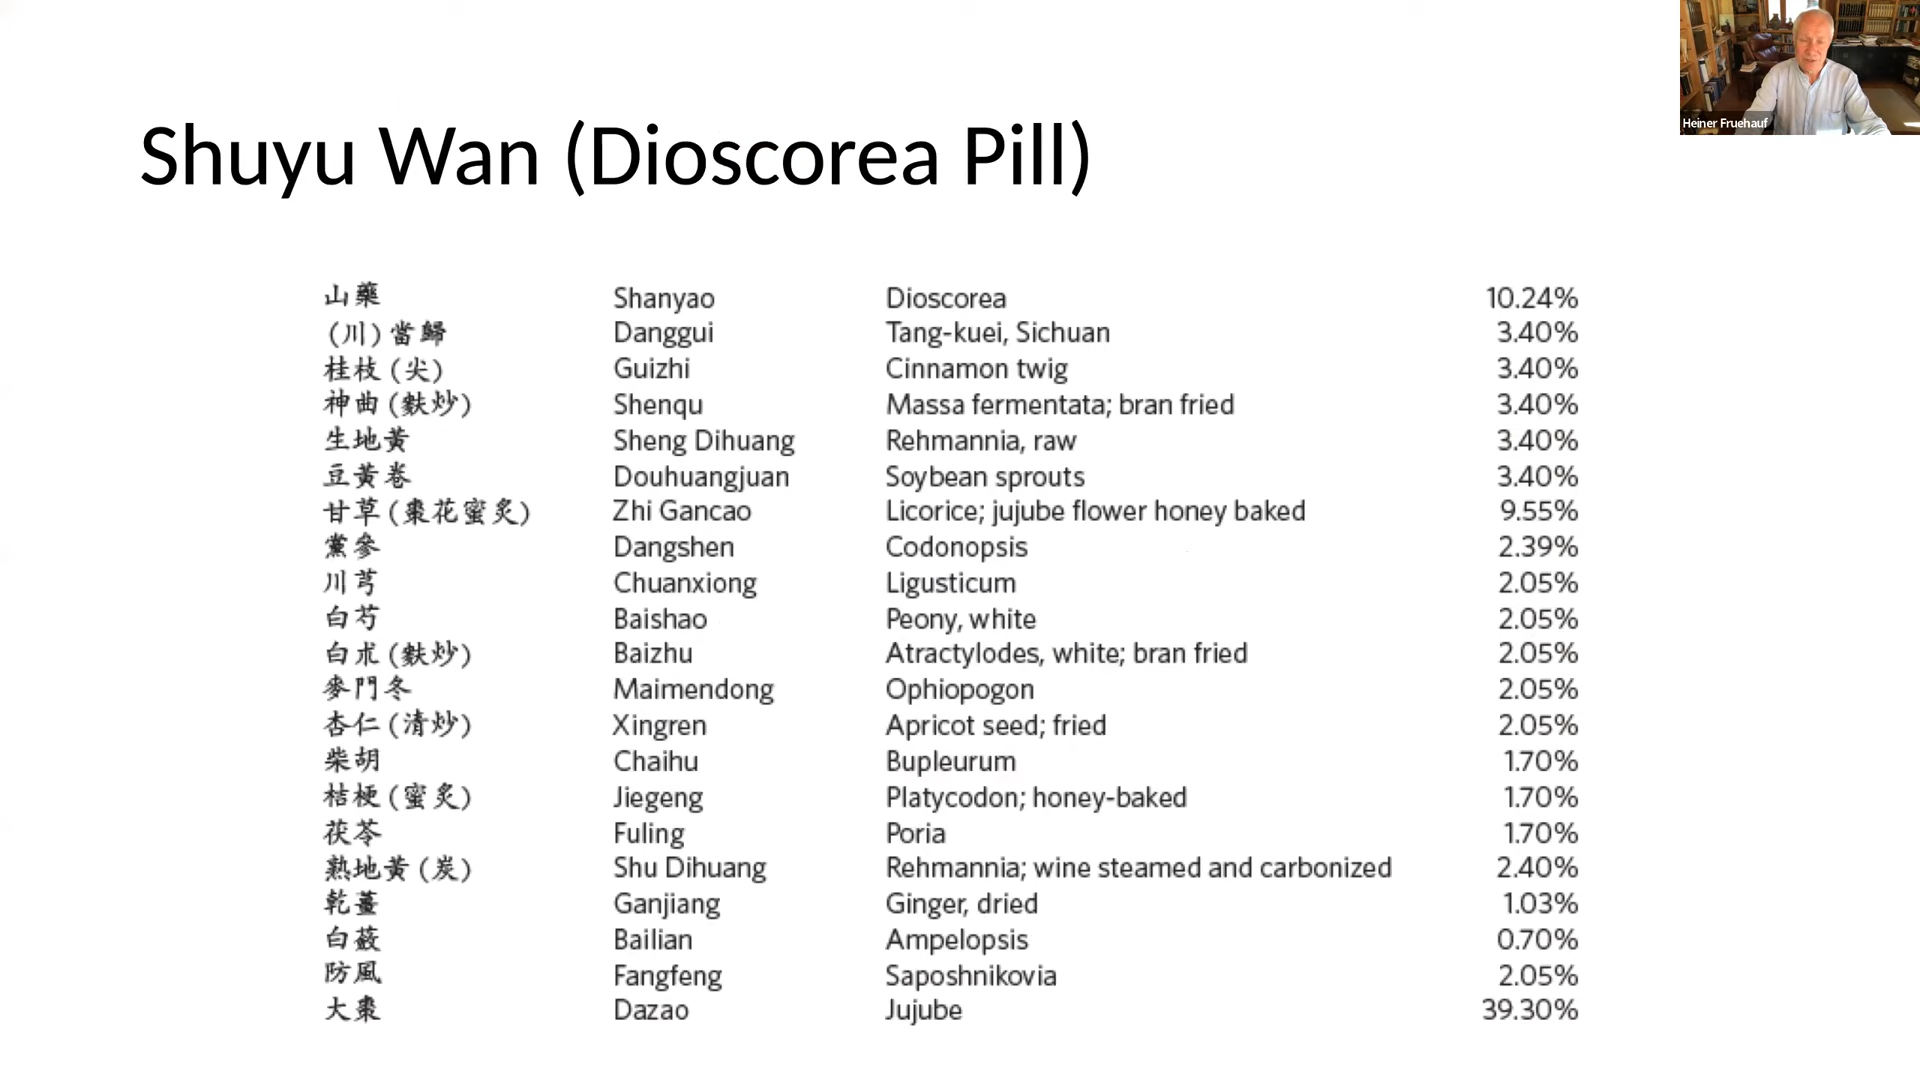 Heiner Fruehauf
Shuyu Wan (Dioscorea Pill)
山藥 Shanyao Dioscorea 10.24%
(川)當歸 Danggui Tang-kuei, Sichuan 3.40%
桂枝(尖) Guizhi Cinnamon twig 3.40%
神曲(麩炒) Shenqu Massa fermentata; bran fried 3.40%
生地黃 Sheng Dihuang Rehmannia, raw 3.40%
豆黃卷 Douhuangjuan Soybean sprouts 3.40%
甘草(棗花蜜炙) Zhi Gancao Licorice; jujube flower honey baked 9.55%
黨參 Dangshen Codonopsis 2.39%
川芎 Chuanxiong Ligusticum 2.05%
白芍 Baishao Peony, white 2.05%
白朮(麩炒) Baizhu Atractylodes, white; bran fried 2.05%
麥門冬 Maimendong Ophiopogon 2.05%
杏仁(清炒) Xingren Apricot seed; fried 2.05%
柴胡 Chaihu Bupleurum 1.70%
桔梗(蜜炙) Jiegeng Platycodon; honey-baked 1.70%
茯苓 Fuling Poria 1.70%
熟地黃(炭) Shu Dihuang Rehmannia; wine steamed and carbonized 2.40%
乾薑 Ganjiang Ginger, dried 1.03%
白蘞 Bailian Ampelopsis 0.70%
防風 Fangfeng Saposhnikovia 2.05%
大棗 Dazao Jujube 39.30%